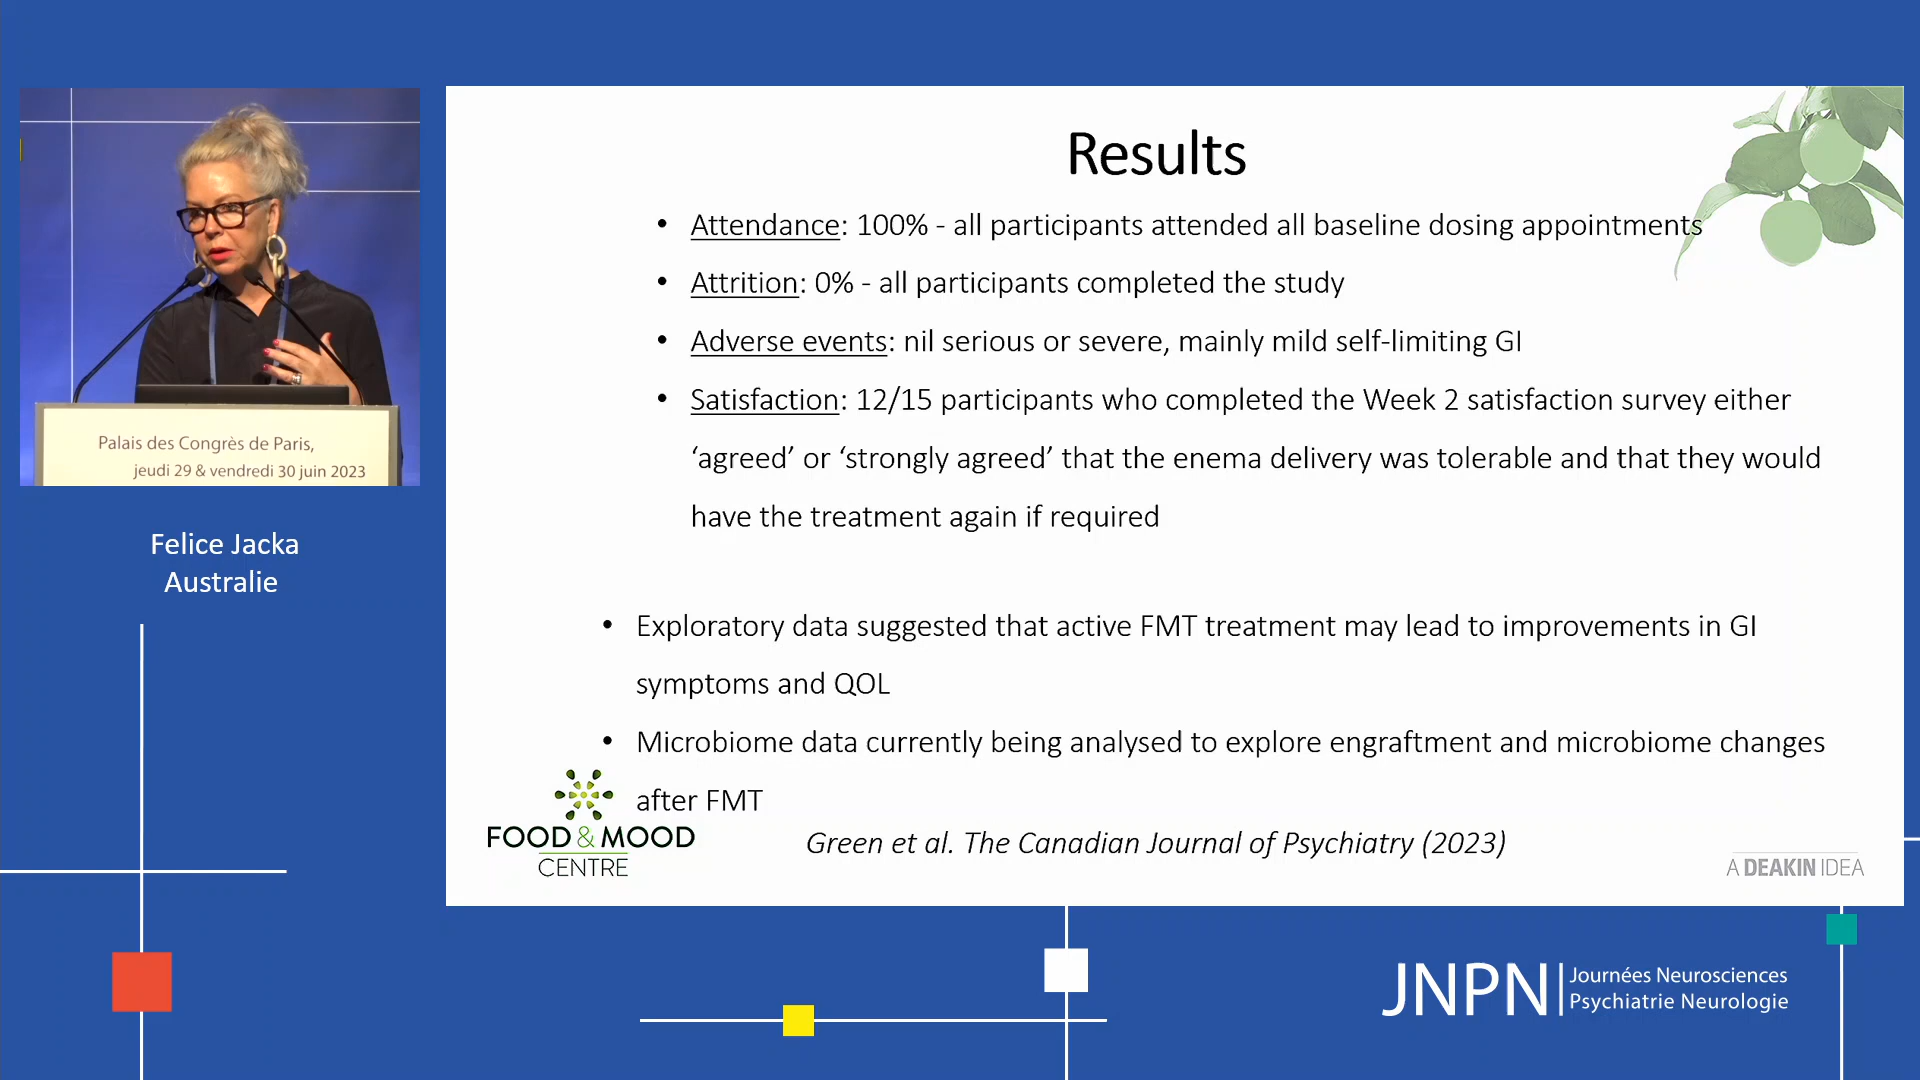 Palais des Congrès de Paris,
jeudi 29 & vendredi 30 juin 2023
Felice Jacka
Australie
Results
• Attendance: 100% - all participants attended all baseline dosing appointments
• Attrition: 0% - all participants completed the study
• Adverse events: nil serious or severe, mainly mild self-limiting GI
• Satisfaction: 12/15 participants who completed the Week 2 satisfaction survey either
‘agreed’ or ‘strongly agreed’ that the enema delivery was tolerable and that they would
have the treatment again if required
• Exploratory data suggested that active FMT treatment may lead to improvements in GI
symptoms and QOL
• Microbiome data currently being analysed to explore engraftment and microbiome changes
after FMT
FOOD & MOOD
CENTRE
Green et al. The Canadian Journal of Psychiatry (2023)
A DEAKIN IDEA
JNPN
Journées Neurosciences
Psychiatrie Neurologie